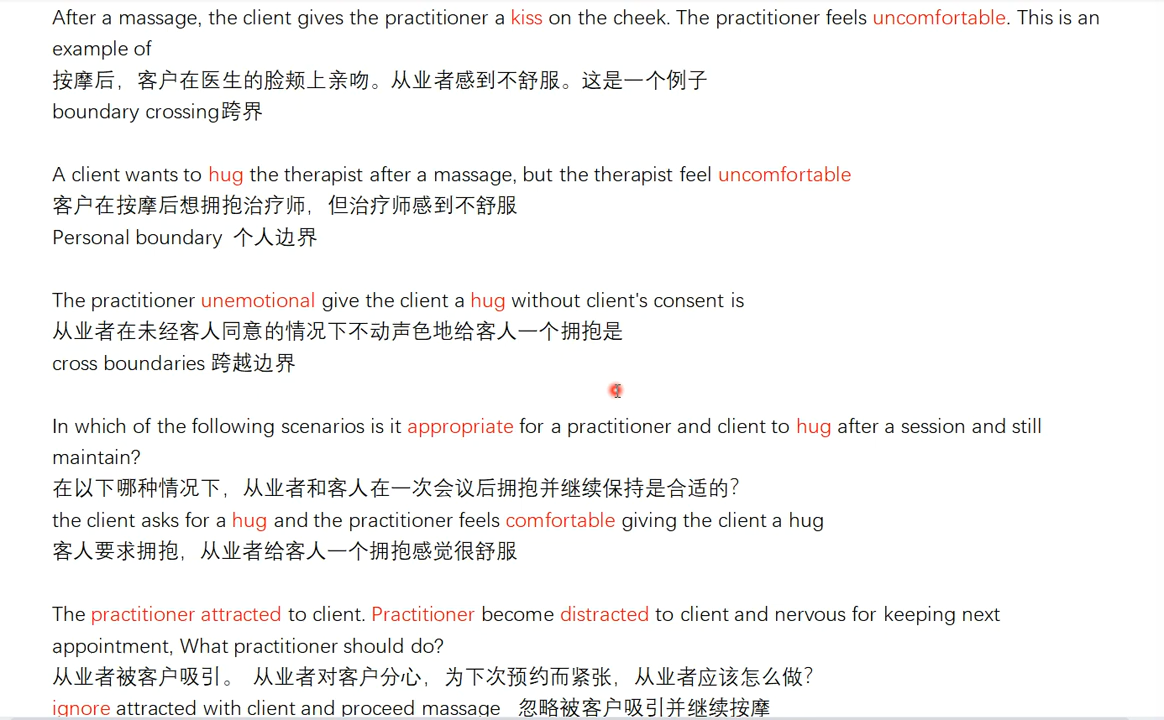 After a massage, the client gives the practitioner a kiss on the cheek. The practitioner feels uncomfortable. This is an
example of
按摩后，客户在医生的脸颊上亲吻。从业者感到不舒服。这是一个例子
boundary crossing跨界
A client wants to hug the therapist after a massage, but the therapist feel uncomfortable
客户在按摩后想拥抱治疗师，但治疗师感到不舒服
Personal boundary 个人边界
The practitioner unemotional give the client a hug without client's consent is
从业者在未经客人同意的情况下不动声色地给客人一个拥抱是
cross boundaries 跨越边界
In which of the following scenarios is it appropriate for a practitioner and client to hug after a session and still
maintain?
在以下哪种情况下，从业者和客人在一次会议后拥抱并继续保持是合适的？
the client asks for a hug and the practitioner feels comfortable giving the client a hug
客人要求拥抱，从业者给客人一个拥抱感觉很舒服
The practitioner attracted to client. Practitioner become distracted to client and nervous for keeping next
appointment, What practitioner should do?
从业者被客户吸引。 从业者对客户分心，为下次预约而紧张，从业者应该怎么做？
ignore attracted with client and proceed massage 忽略被客户吸引并继续按摩